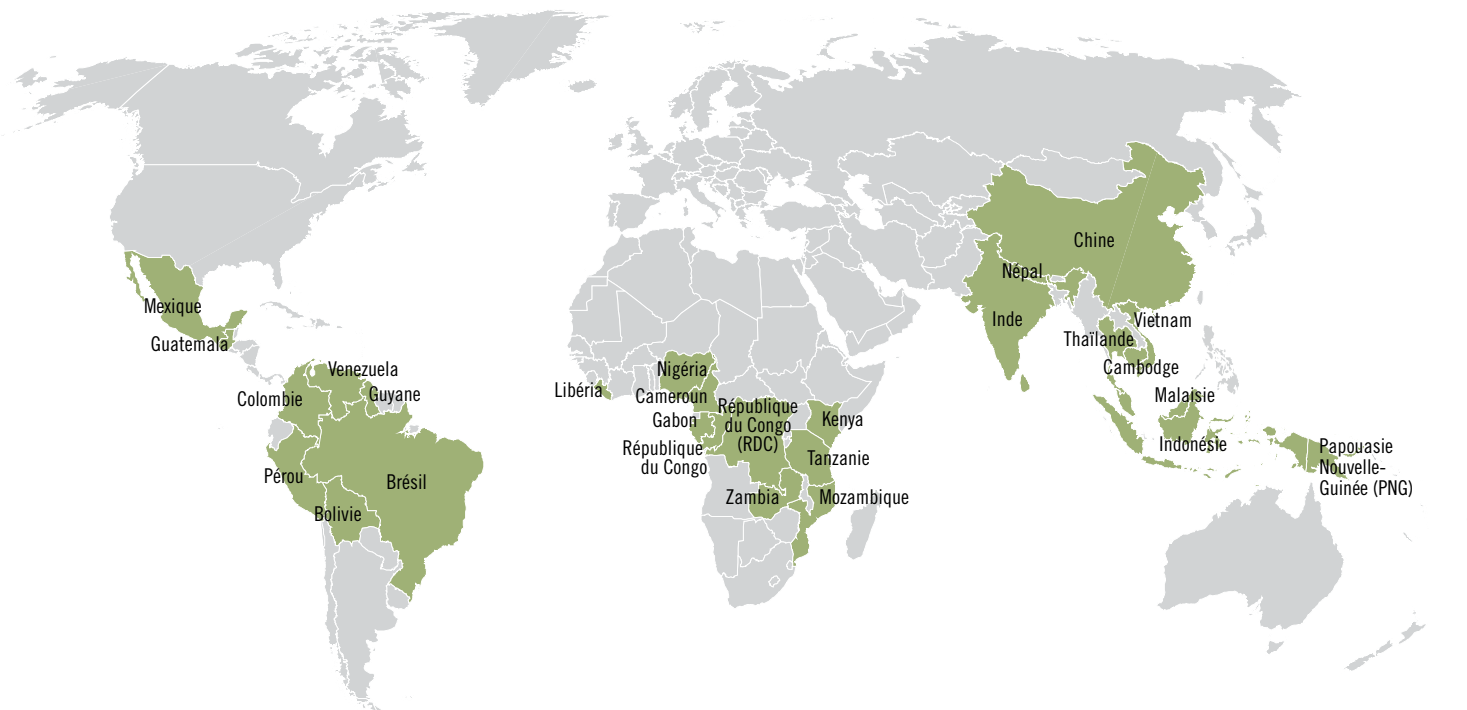 Mexique
Guatemala
Venezuela
Colombie
Guyane
Pérou
Brésil
Bolivie
Libéria
Nigéria
Cameroun
Gabon
République
du Congo
République
du Congo
(RDC)
Kenya
Tanzanie
Zambia
Mozambique
Chine
Népal
Inde
Vietnam
Thaïlande
Cambodge
Malaisie
Indonésie
Papouasie
Nouvelle-
Guinée (PNG)